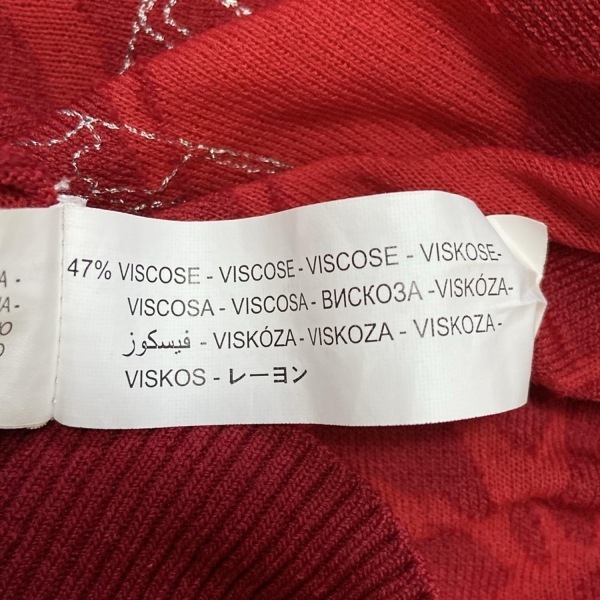 47% VISCOSE - VISCOSE - VISCOSE - VISKOSE-
VISCOSA - VISCOSA - ВИСКОЗА -VISKÓZA-
فيسكوز - VISKÓZA- VISKOZA - VISKOZA -
VISKOS - レーヨン